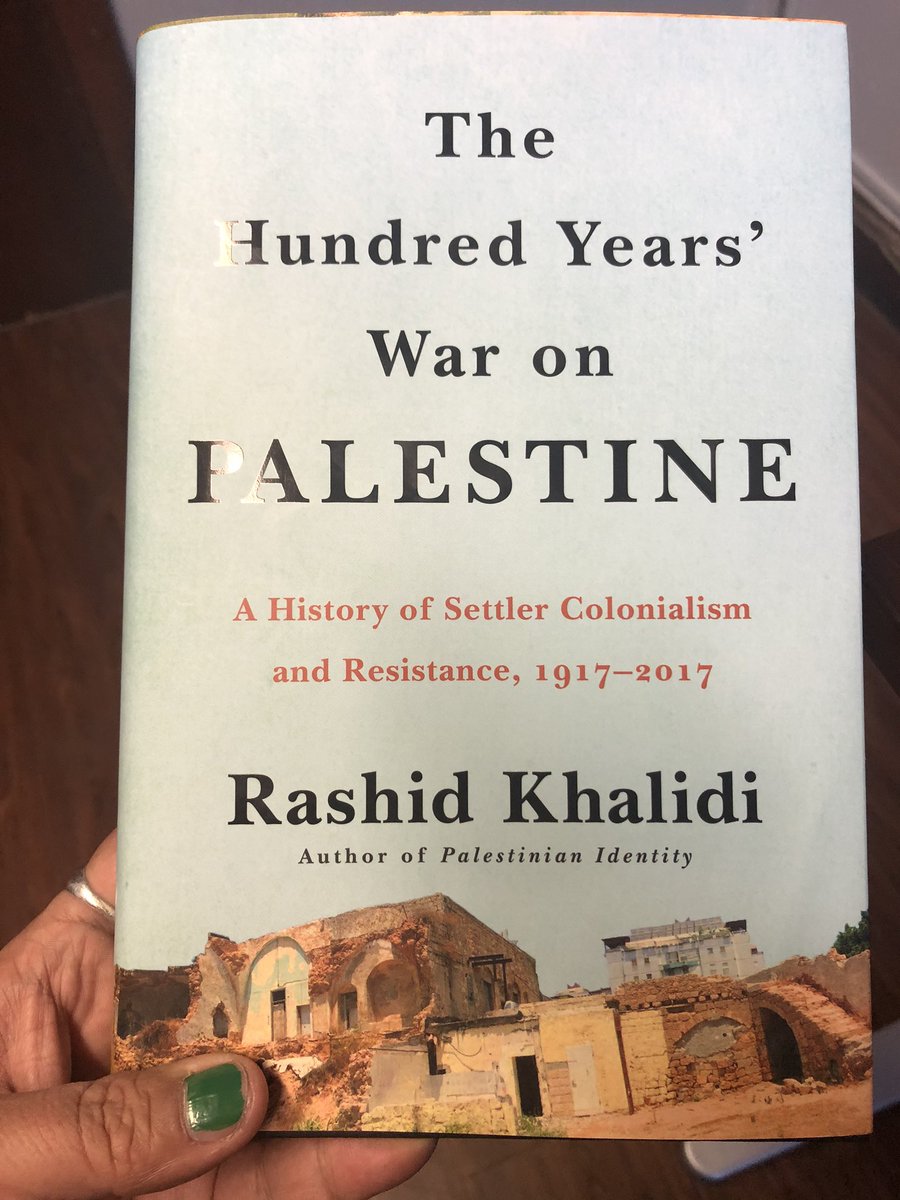 The
Hundred Years'
War on
PALESTINE
A History of Settler Colonialism
and Resistance, 1917–2017
Rashid Khalidi
Author of Palestinian Identity